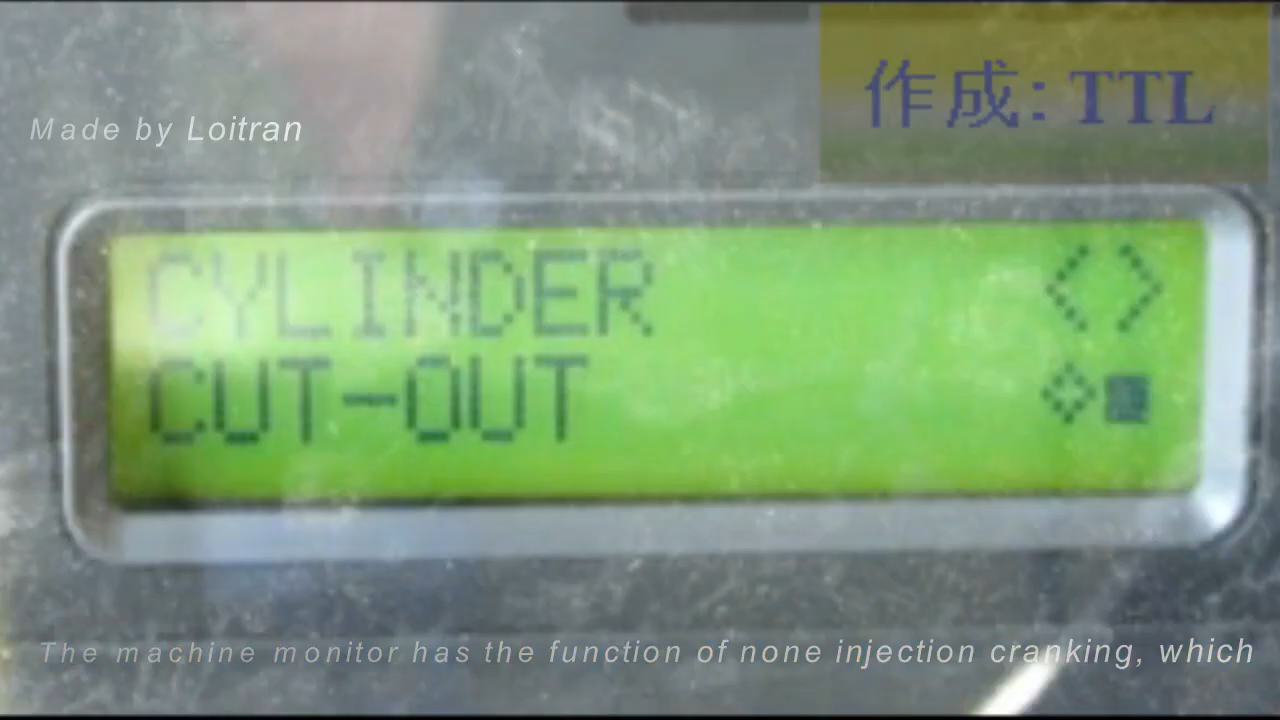 作成: TTL
Made by Loitran
CYLINDER
CUT-OUT
The machine monitor has the function of none injection cranking, which